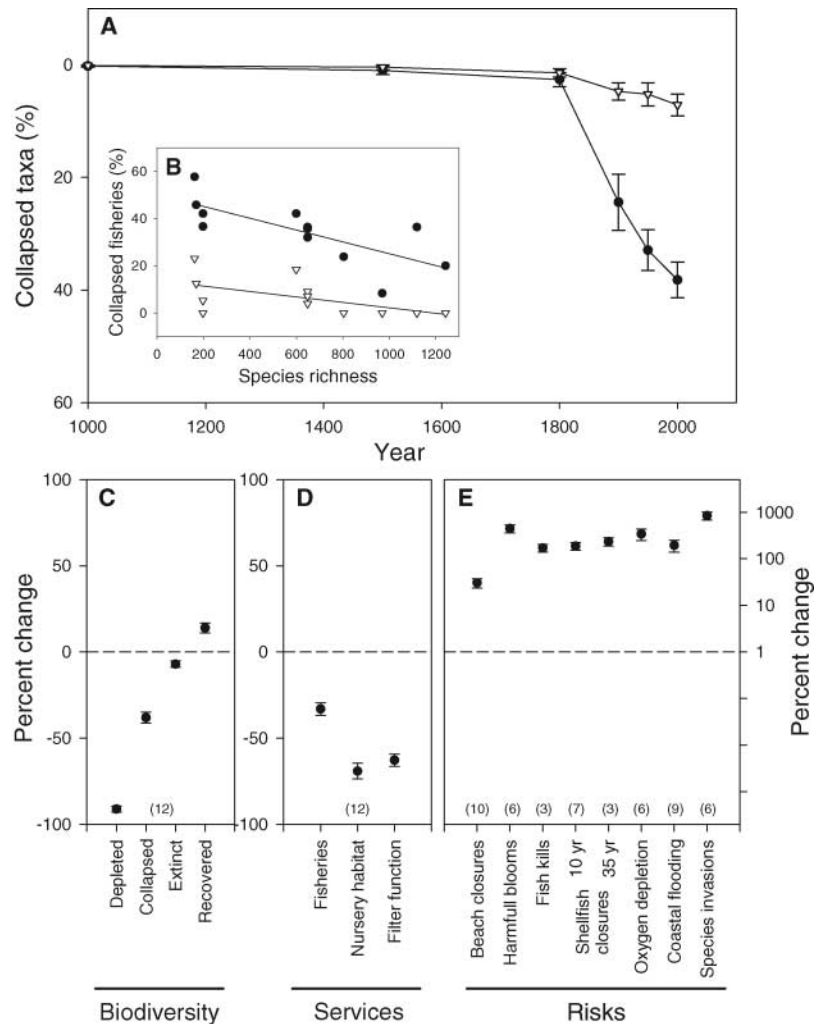 A
0
20
40
60
Collapsed taxa (%)
1000
1200
1400
1600
1800
2000
Year
B
60
40
20
0
Collapsed fisheries (%)
0
200
400
600
800
1000
1200
Species richness
C
100
50
0
-50
-100
Percent change
(12)
Depleted
Collapsed
Extinct
Recovered
Biodiversity
D
100
50
0
-50
-100
(12)
Fisheries
Nursery habitat
Filter function
Services
E
1000
100
10
1
Percent change
(10)
(6)
(3)
(7)
(3)
(6)
(9)
(6)
Beach closures
Harmfull blooms
Fish kills
Shellfish 10 yr
closures 35 yr
Oxygen depletion
Coastal flooding
Species invasions
Risks